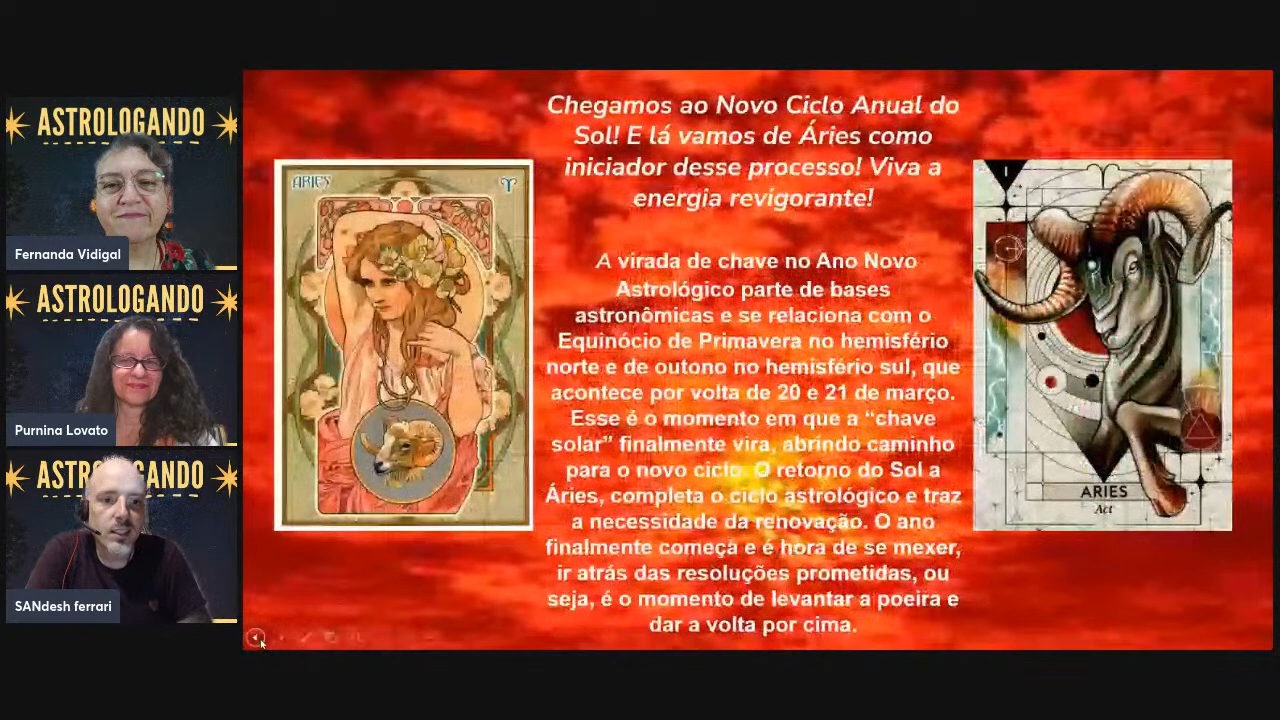 ASTROLOGANDO
Fernanda Vidigal
ASTROLOGANDO
Purnina Lovato
ASTR GANDO
SANdesh ferrari
Chegamos ao Novo Ciclo Anual do
Sol! E lá vamos de Áries como
iniciador desse processo! Viva a
energia revigorante!
A virada de chave no Ano Novo
Astrológico parte de bases
astronômicas e se relaciona com o
Equinócio de Primavera no hemisfério
norte e de outono no hemisfério sul, que
acontece por volta de 20 e 21 de março.
Esse é o momento em que a “chave
solar” finalmente vira, abrindo caminho
para o novo ciclo. O retorno do Sol a
Áries, completa o ciclo astrológico e traz
a necessidade da renovação. O ano
finalmente começa e é hora de se mexer,
ir atrás das resoluções prometidas, ou
seja, é o momento de levantar a poeira e
dar a volta por cima.
ARIES
I
ARIES
Act